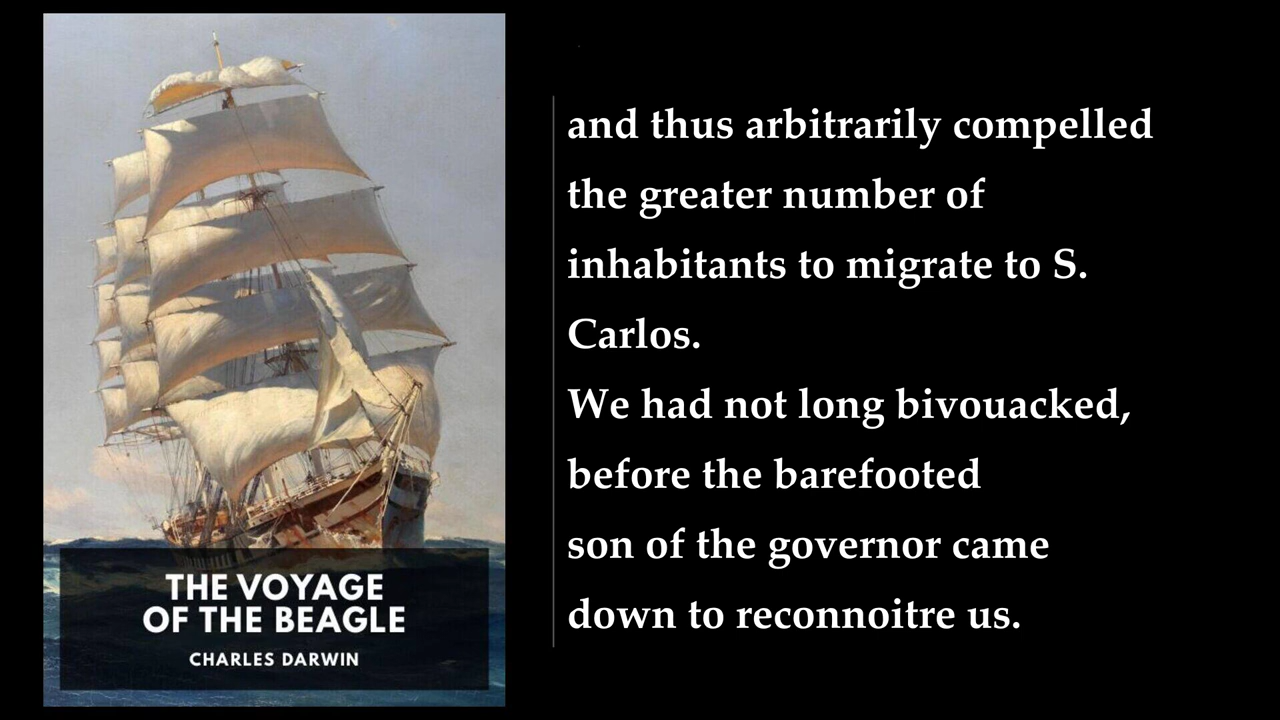 THE VOYAGE
OF THE BEAGLE
CHARLES DARWIN
and thus arbitrarily compelled
the greater number of
inhabitants to migrate to S.
Carlos.
We had not long bivouacked,
before the barefooted
son of the governor came
down to reconnoitre us.